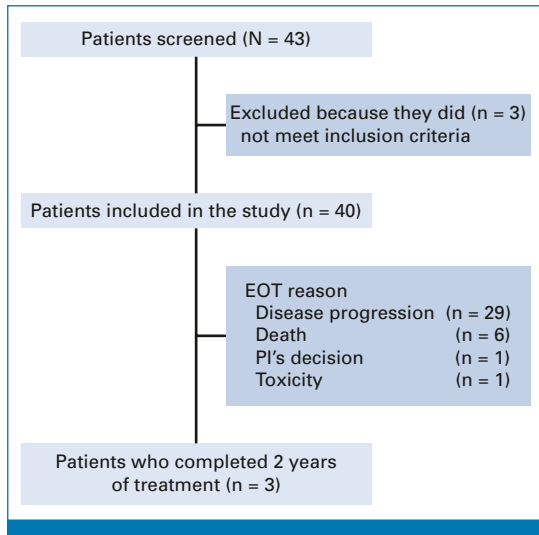 Patients screened (N = 43)
Excluded because they did (n = 3)
not meet inclusion criteria
Patients included in the study (n = 40)
EOT reason
Disease progression (n = 29)
Death (n = 6)
PI's decision (n = 1)
Toxicity (n = 1)
Patients who completed 2 years
of treatment (n = 3)